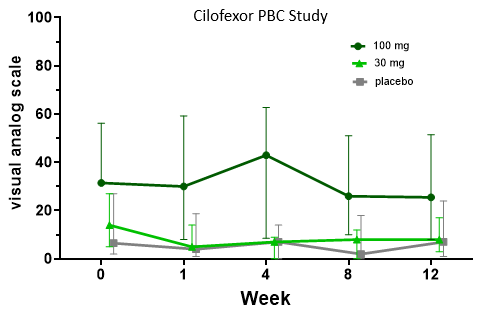 Cilofexor PBC Study
100
80
60
40
20
0
visual analog scale
100 mg
30 mg
placebo
0 1 4 8 12
Week